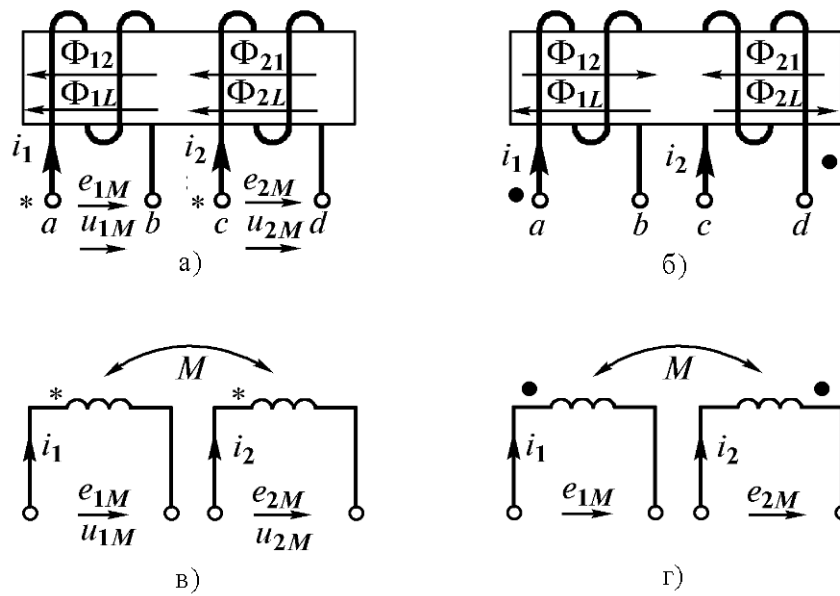 Φ12 Φ21 Φ12 Φ21
Φ1L Φ2L Φ1L Φ2L
i1 i2 i1 i2
* e1M * e2M
a b c d a b c d
u1M u2M
а) б)
M M
* *
i1 i2 i1 i2
e1M e2M e1M e2M
u1M u2M
в) г)